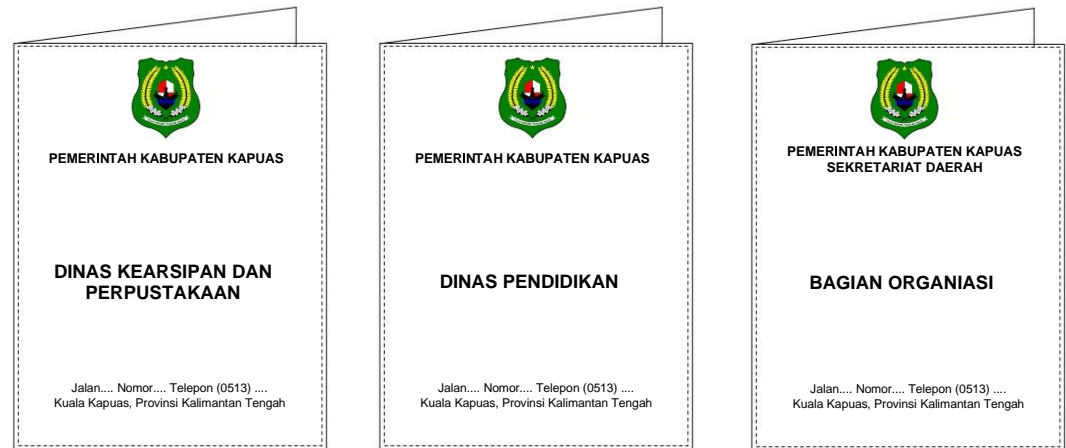 PEMERINTAH KABUPATEN KAPUAS
DINAS KEARSIPAN DAN
PERPUSTAKAAN
Jalan.... Nomor.... Telepon (0513) ....
Kuala Kapuas, Provinsi Kalimantan Tengah
PEMERINTAH KABUPATEN KAPUAS
DINAS PENDIDIKAN
Jalan.... Nomor.... Telepon (0513) ....
Kuala Kapuas, Provinsi Kalimantan Tengah
PEMERINTAH KABUPATEN KAPUAS
SEKRETARIAT DAERAH
BAGIAN ORGANIASI
Jalan.... Nomor.... Telepon (0513) ....
Kuala Kapuas, Provinsi Kalimantan Tengah